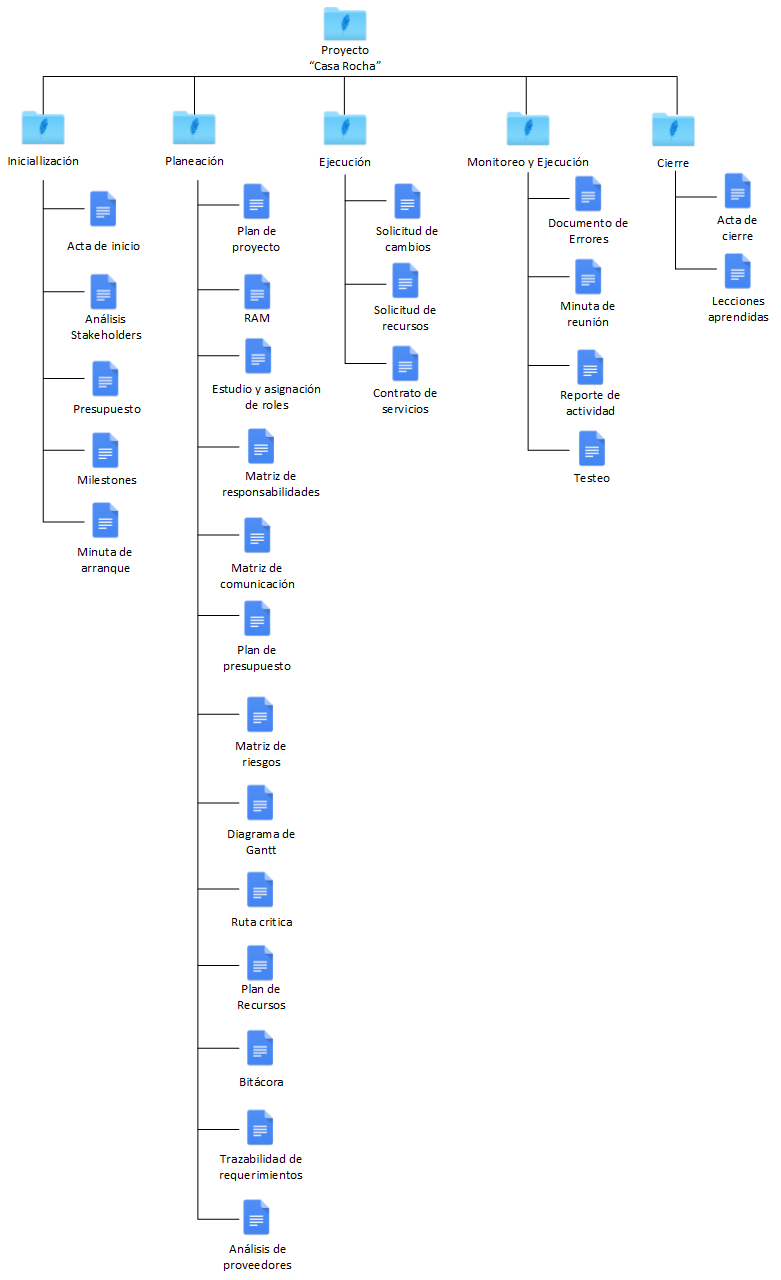 Proyecto
“Casa Rocha”
Iniciallización
Acta de inicio
Análisis
Stakeholders
Presupuesto
Milestones
Minuta de
arranque
Planeación
Plan de
proyecto
RAM
Estudio y asignación
de roles
Matriz de
responsabilidades
Matriz de
comunicación
Plan de
presupuesto
Matriz de
riesgos
Diagrama de
Gantt
Ruta critica
Plan de
Recursos
Bitácora
Trazabilidad de
requerimientos
Análisis de
proveedores
Ejecución
Solicitud de
cambios
Solicitud de
recursos
Contrato de
servicios
Monitoreo y Ejecución
Documento de
Errores
Minuta de
reunión
Reporte de
actividad
Testeo
Cierre
Acta de
cierre
Lecciones
aprendidas